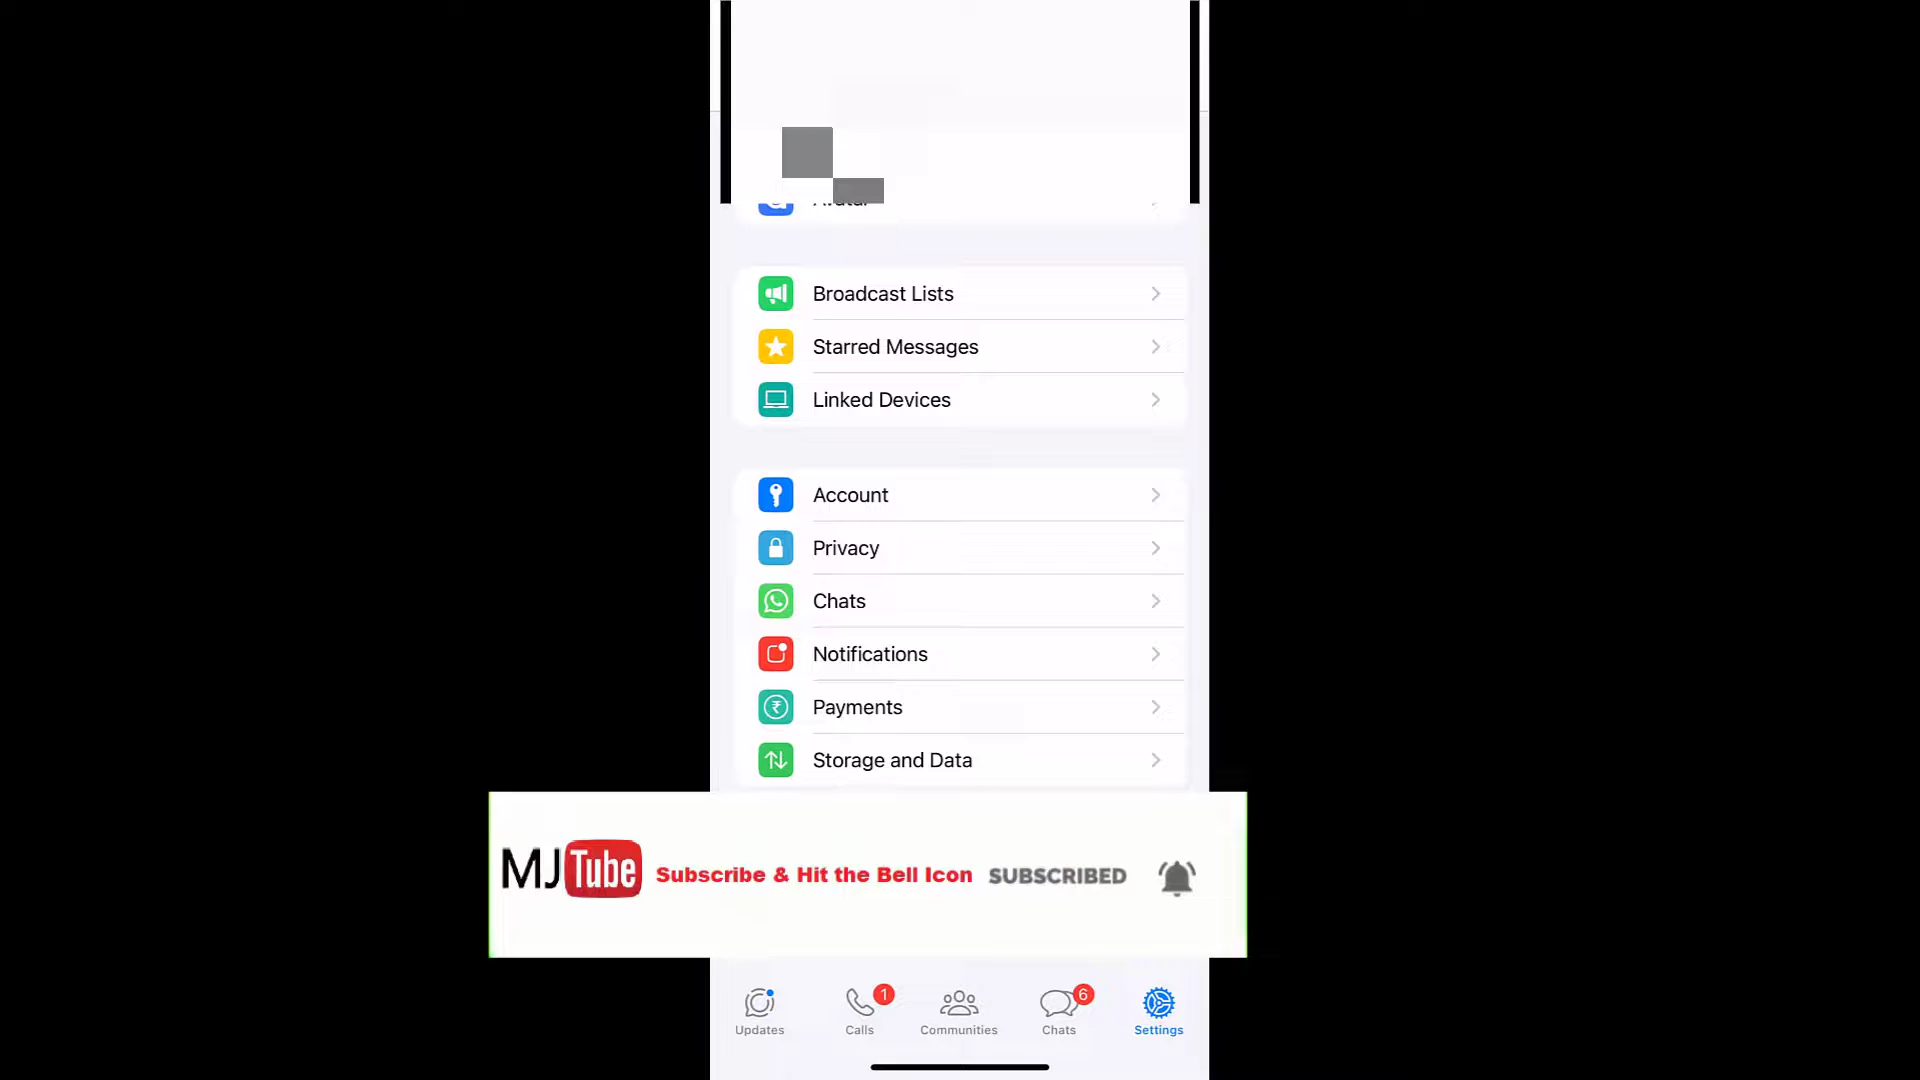 Avatar
Broadcast Lists
Starred Messages
Linked Devices
Account
Privacy
Chats
Notifications
Payments
Storage and Data
MJ Tube Subscribe & Hit the Bell Icon SUBSCRIBED
1
6
Updates Calls Communities Chats Settings